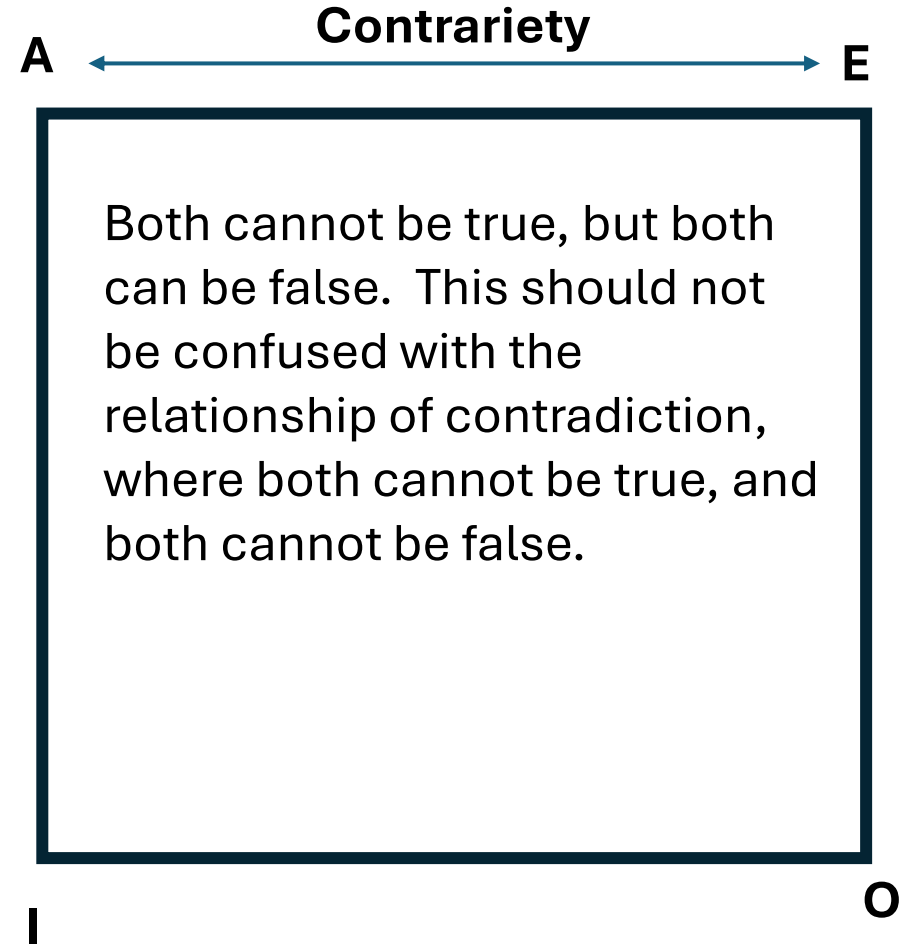 Contrariety
A E
Both cannot be true, but both
can be false.  This should not
be confused with the
relationship of contradiction,
where both cannot be true, and
both cannot be false.
I O